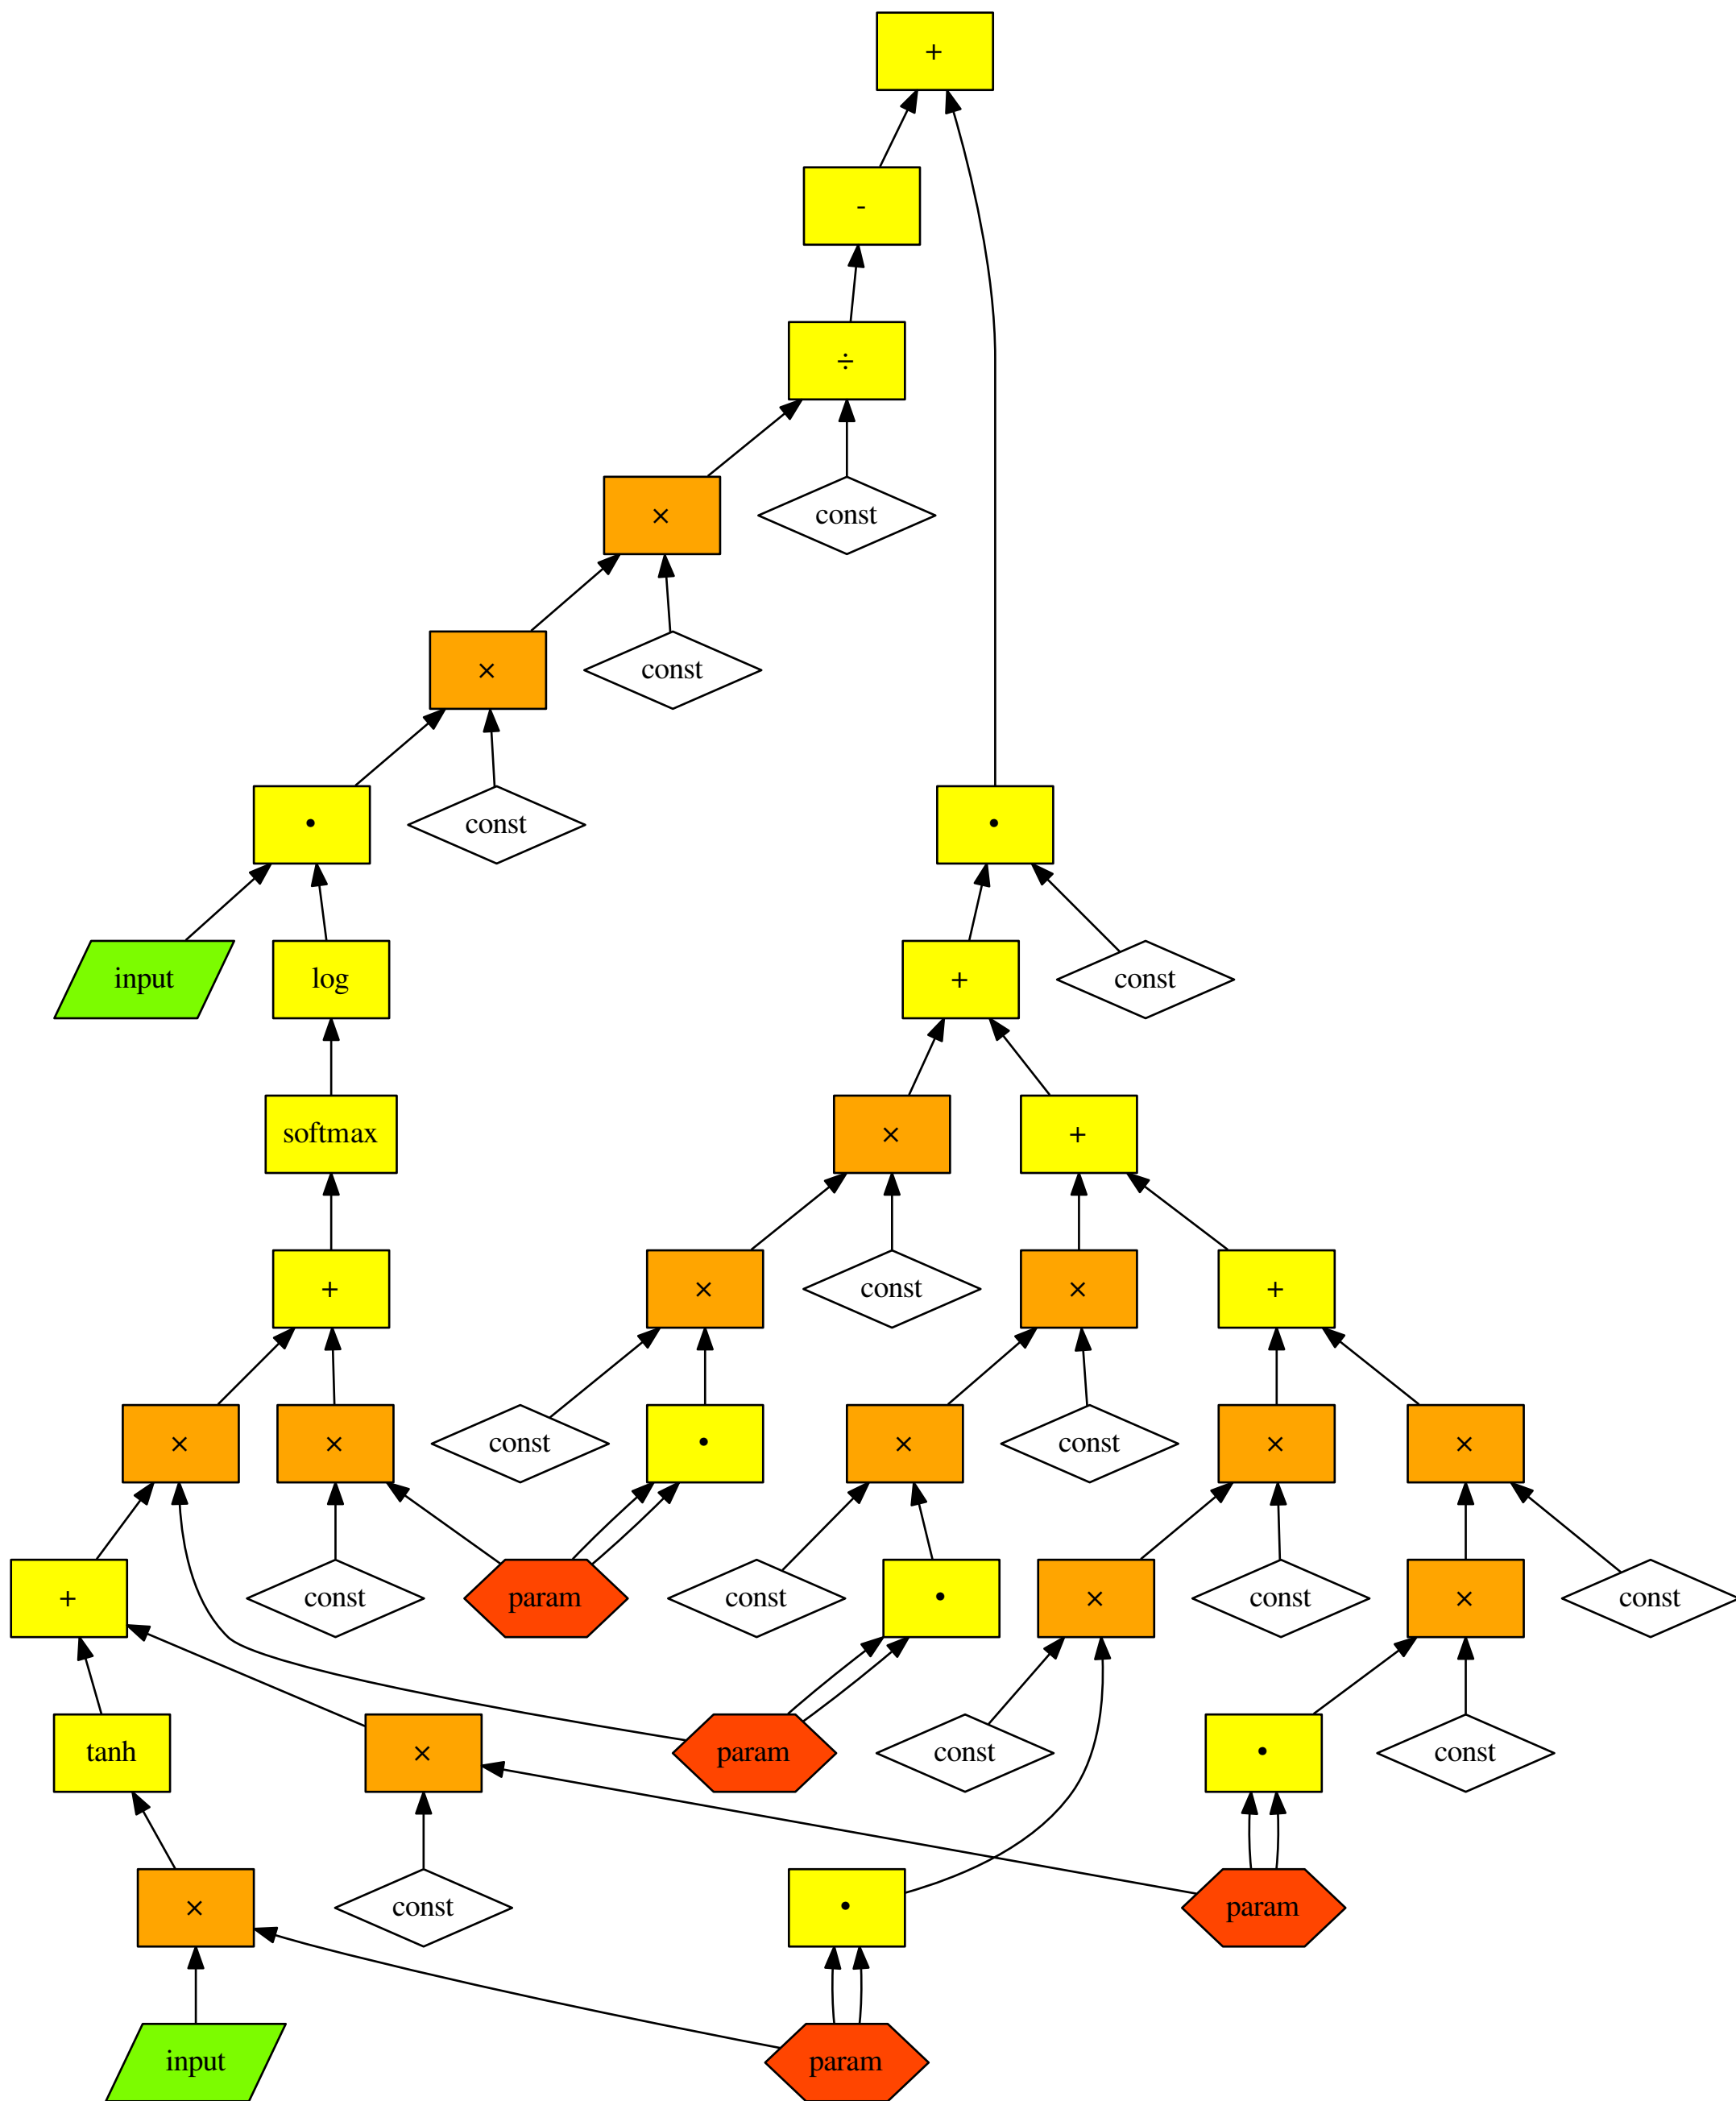 +
-
÷
× const
× const
• const •
input log + const
softmax × +
+ × const × +
× × const • × const × ×
+ const param const • × const × const
tanh × param const • const
× const • param
input param